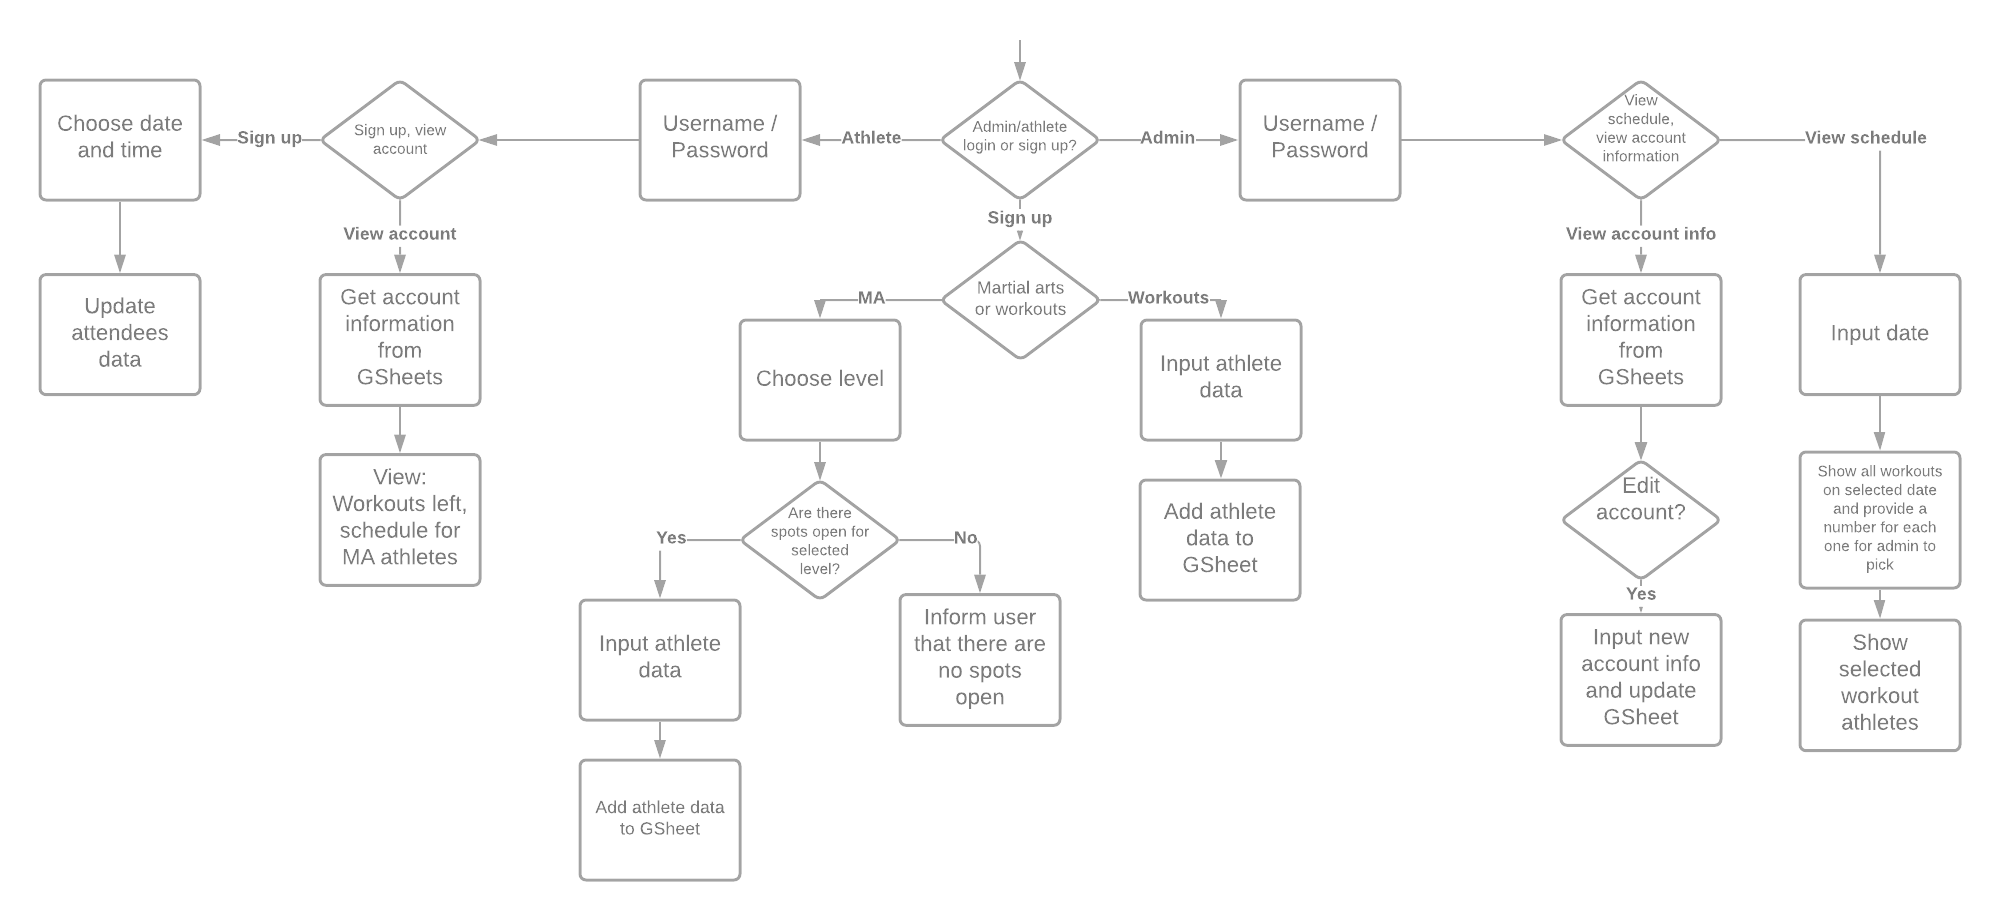 Choose date
and time
Sign up
Sign up, view
account
Username /
Password
Athlete
Admin/athlete
login or sign up?
Admin
Username /
Password
View
schedule,
view account
information
View schedule
Sign up
View account
View account info
Update
attendees
data
Get account
information
from
GSheets
MA
Martial arts
or workouts
Workouts
Get account
information
from
GSheets
Input date
Choose level
Input athlete
data
View:
Workouts left,
schedule for
MA athletes
Yes
Are there
spots open for
selected
level?
No
Add athlete
data to
GSheet
Edit
account?
Show all workouts
on selected date
and provide a
number for each
one for admin to
pick
Yes
Input athlete
data
Inform user
that there are
no spots
open
Input new
account info
and update
GSheet
Show
selected
workout
athletes
Add athlete data
to GSheet